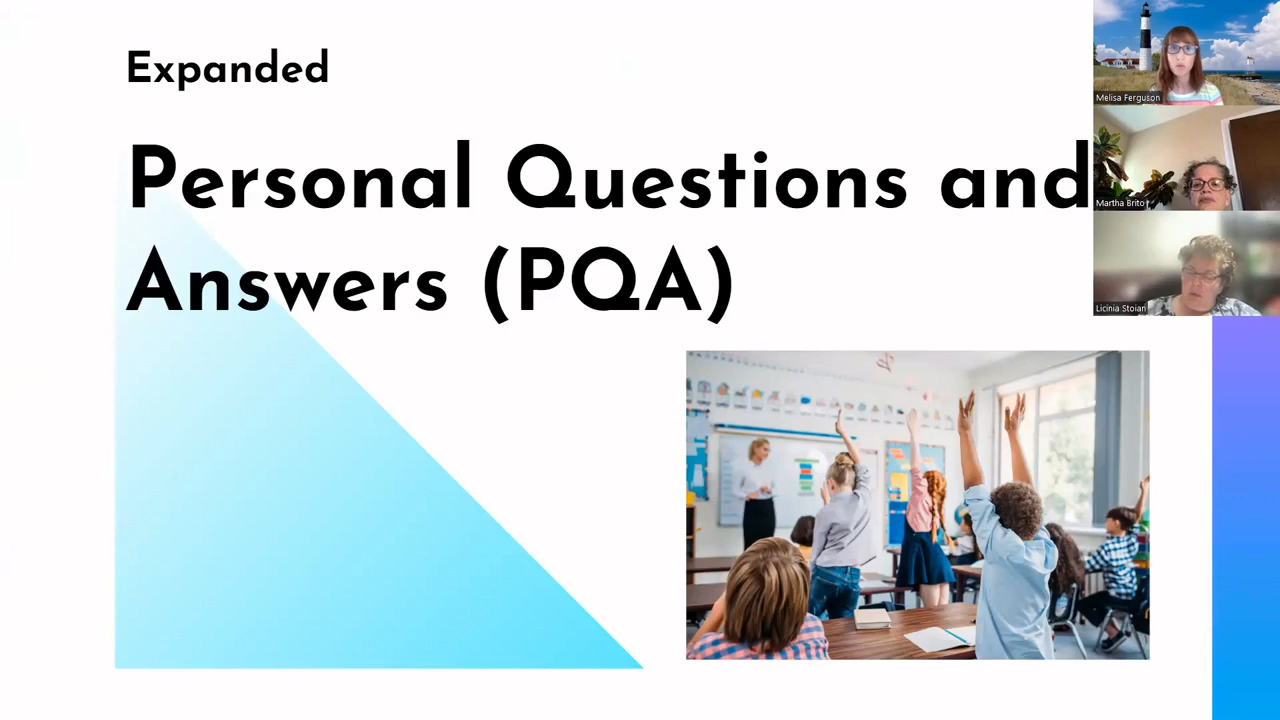 Expanded
Personal Questions and
Answers (PQA)
Melisa Ferguson
Martha Brito
Licinia Stoian